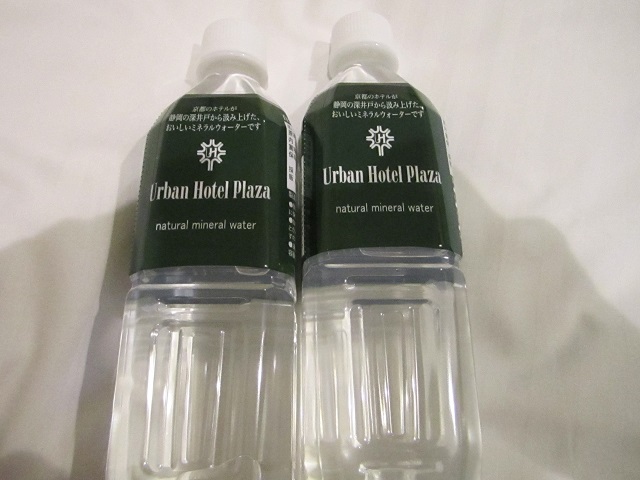 京都のホテルが
静岡の深井戸から汲み上げた、
おいしいミネラルウォーターです
UH
Urban Hotel Plaza
natural mineral water
京都のホテルが
静岡の深井戸から汲み上げた、
おいしいミネラルウォーターです
UH
Urban Hotel Plaza
natural mineral water